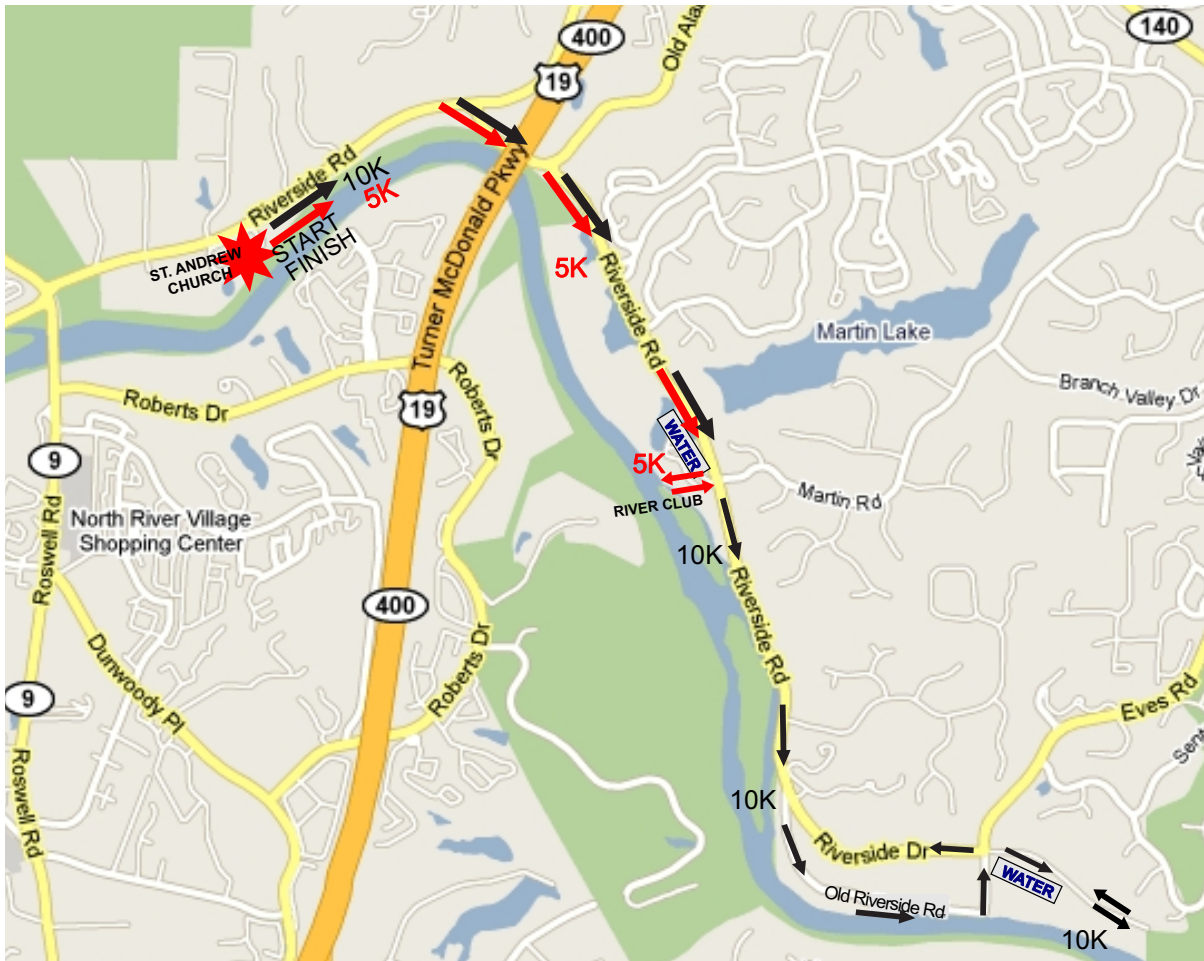 400
19
140
Old Ala
Riverside Rd
10K
5K
START
FINISH
ST. ANDREW
CHURCH
Turner McDonald Pkwy
5K
Riverside Rd
Martin Lake
Branch Valley Dr
Roberts Dr
19
Roberts Dr
9
WATER
5K
RIVER CLUB
Martin Rd
North River Village
Shopping Center
Roswell Rd
10K
Riverside Rd
400
Roberts Dr
Dunwoody Pl
9
Eves Rd
Roswell Rd
10K
Riverside Dr
WATER
Old Riverside Rd
10K